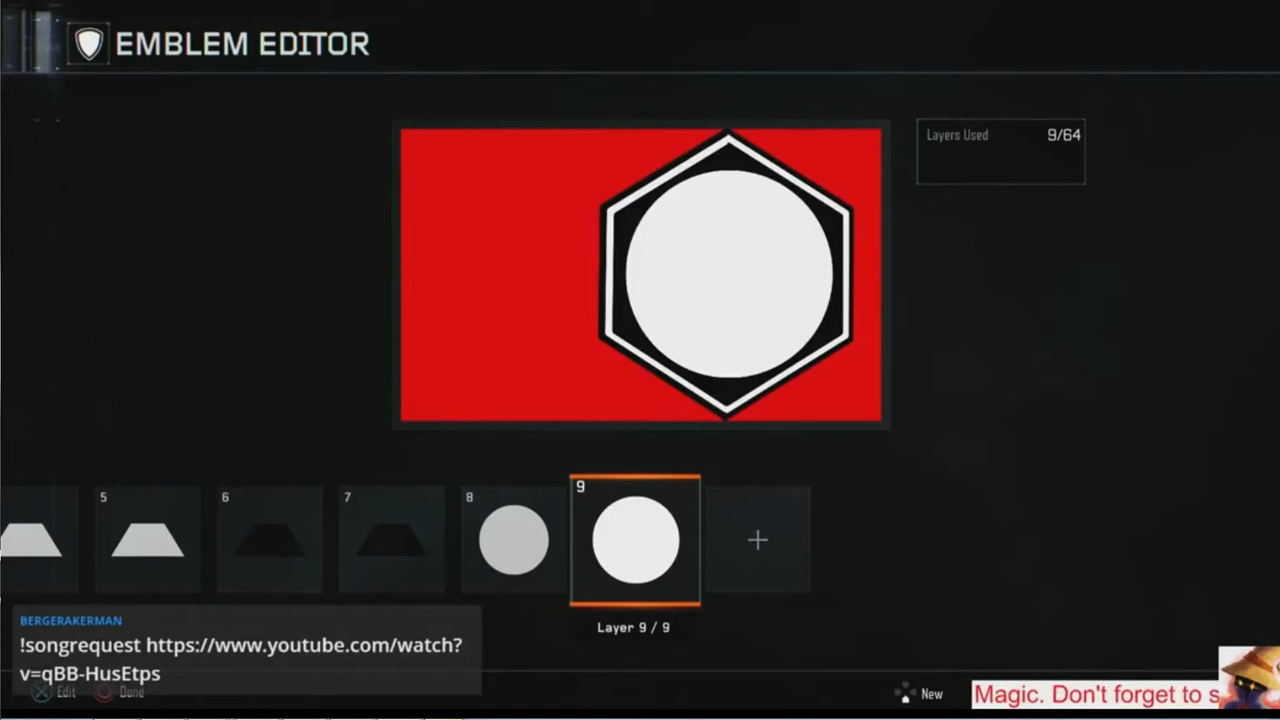 EMBLEM EDITOR
Layers Used 9/64
5 6 7 8 9
Layer 9 / 9
BERGERAKERMAN
!songrequest https://www.youtube.com/watch?
v=qBB-HusEtps
Edit Done New
Magic. Don't forget to s